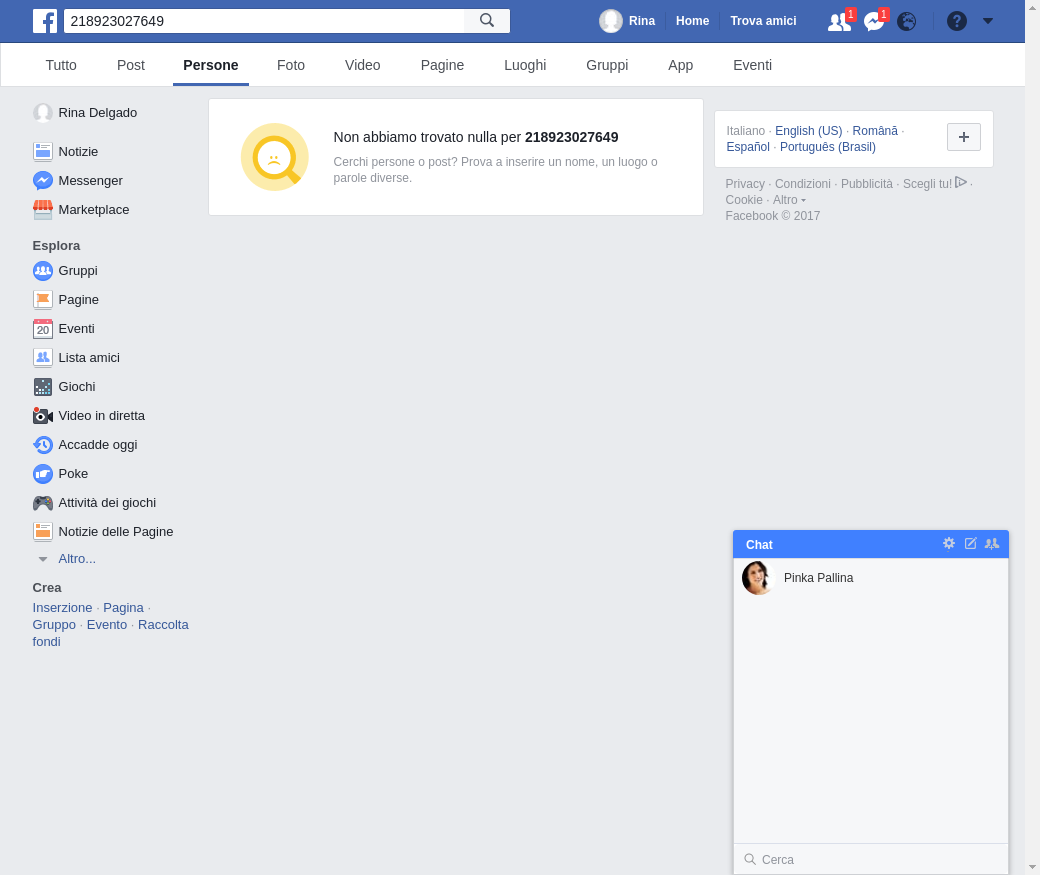 218923027649
Rina Home Trova amici 1 1
Tutto Post Persone Foto Video Pagine Luoghi Gruppi App Eventi
Rina Delgado
Notizie
Messenger
Marketplace
Esplora
Gruppi
Pagine
20 Eventi
Lista amici
Giochi
Video in diretta
Accadde oggi
Poke
Attività dei giochi
Notizie delle Pagine
Altro...
Crea
Inserzione · Pagina ·
Gruppo · Evento · Raccolta
fondi
Non abbiamo trovato nulla per 218923027649
Cerchi persone o post? Prova a inserire un nome, un luogo o
parole diverse.
Italiano · English (US) · Română ·
Español · Português (Brasil)
Privacy · Condizioni · Pubblicità · Scegli tu! ·
Cookie · Altro
Facebook © 2017
Chat
Pinka Pallina
Cerca